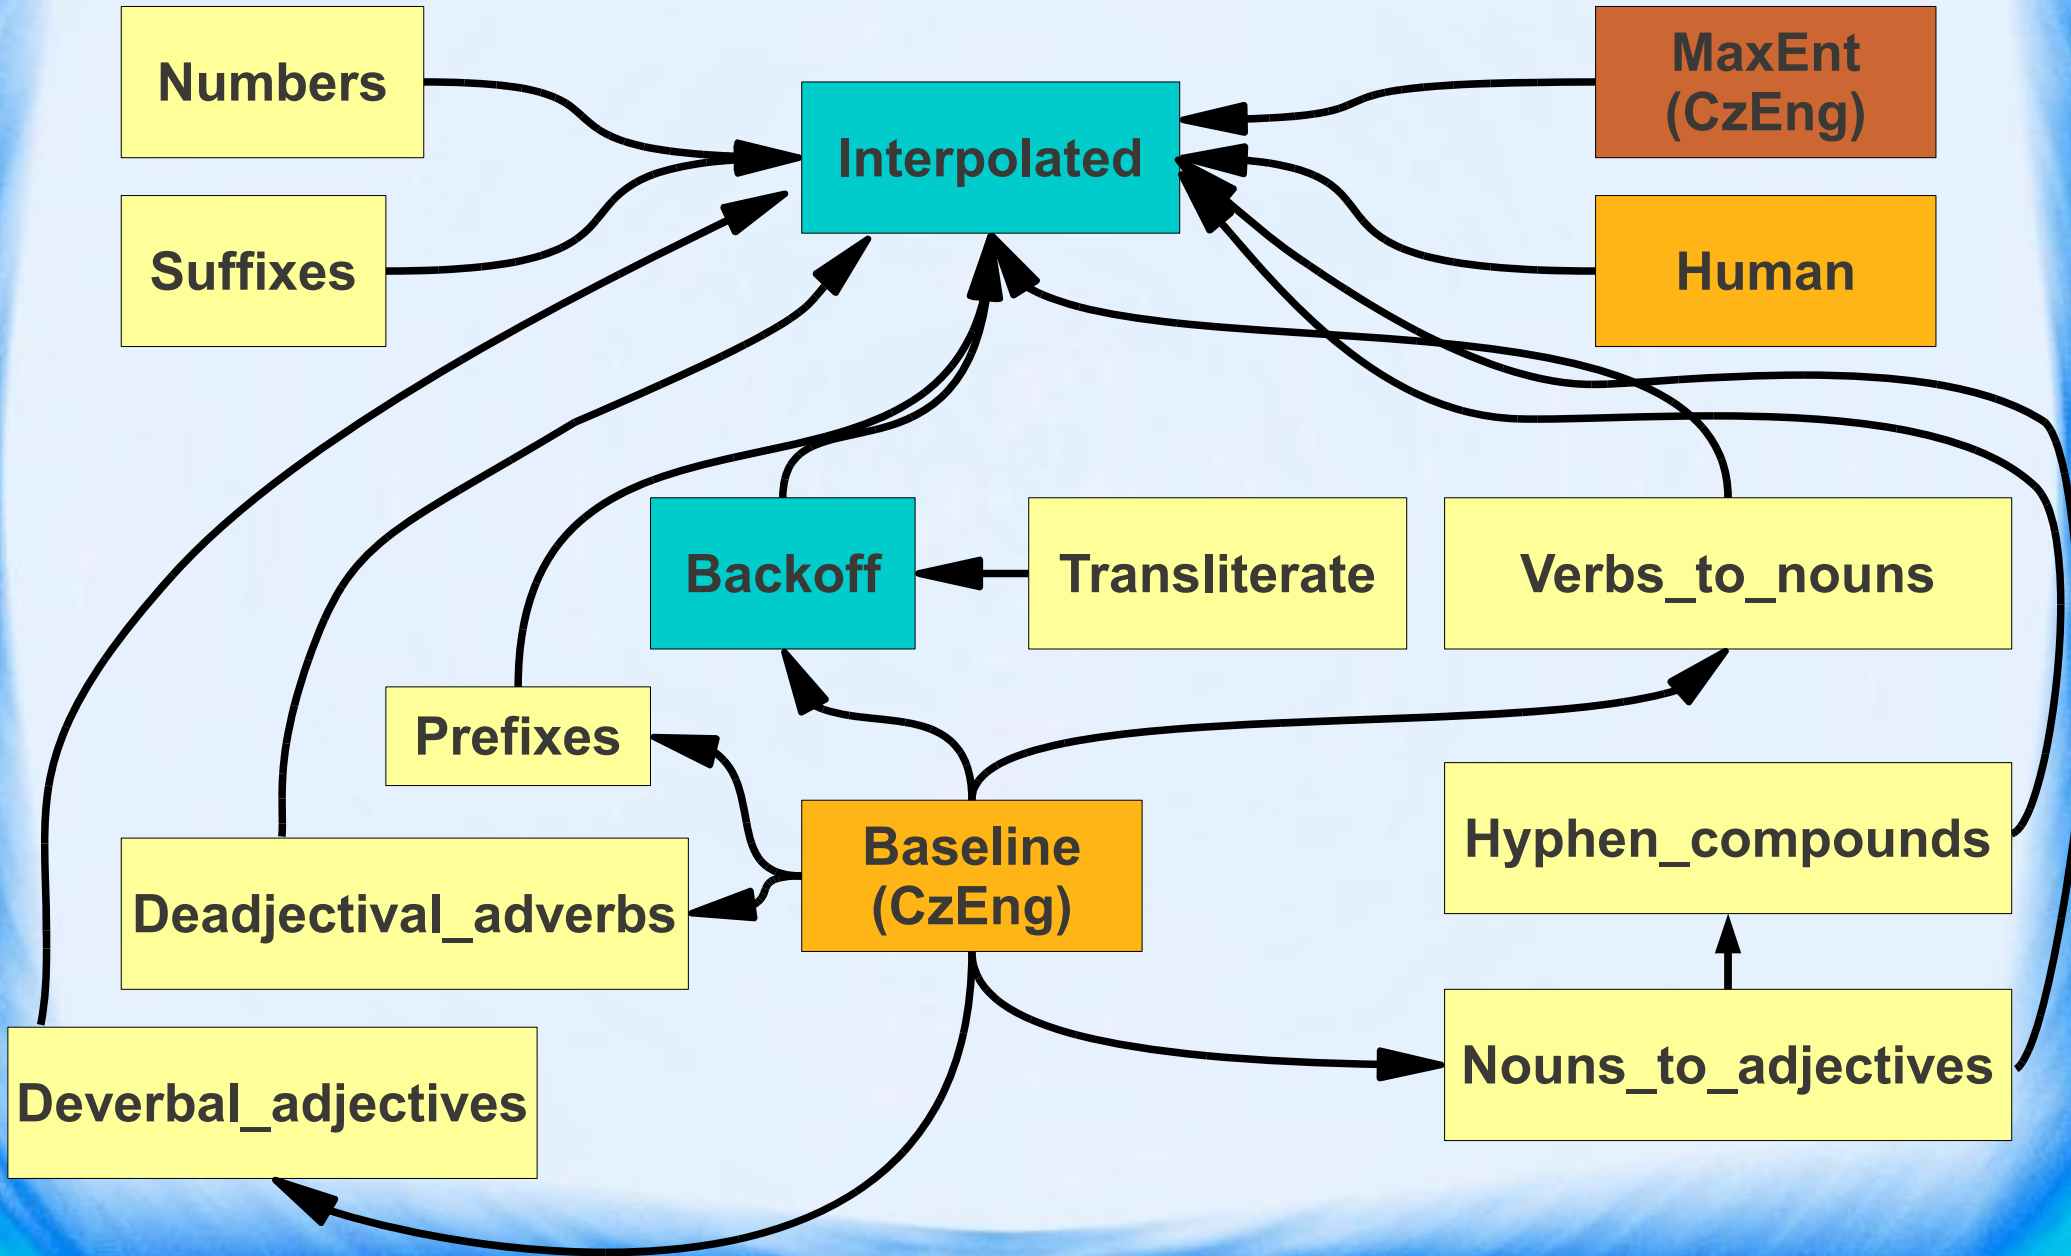 Numbers
MaxEnt
(CzEng)
Interpolated
Suffixes
Human
Backoff
Transliterate
Verbs_to_nouns
Prefixes
Baseline
(CzEng)
Hyphen_compounds
Deadjectival_adverbs
Nouns_to_adjectives
Deverbal_adjectives